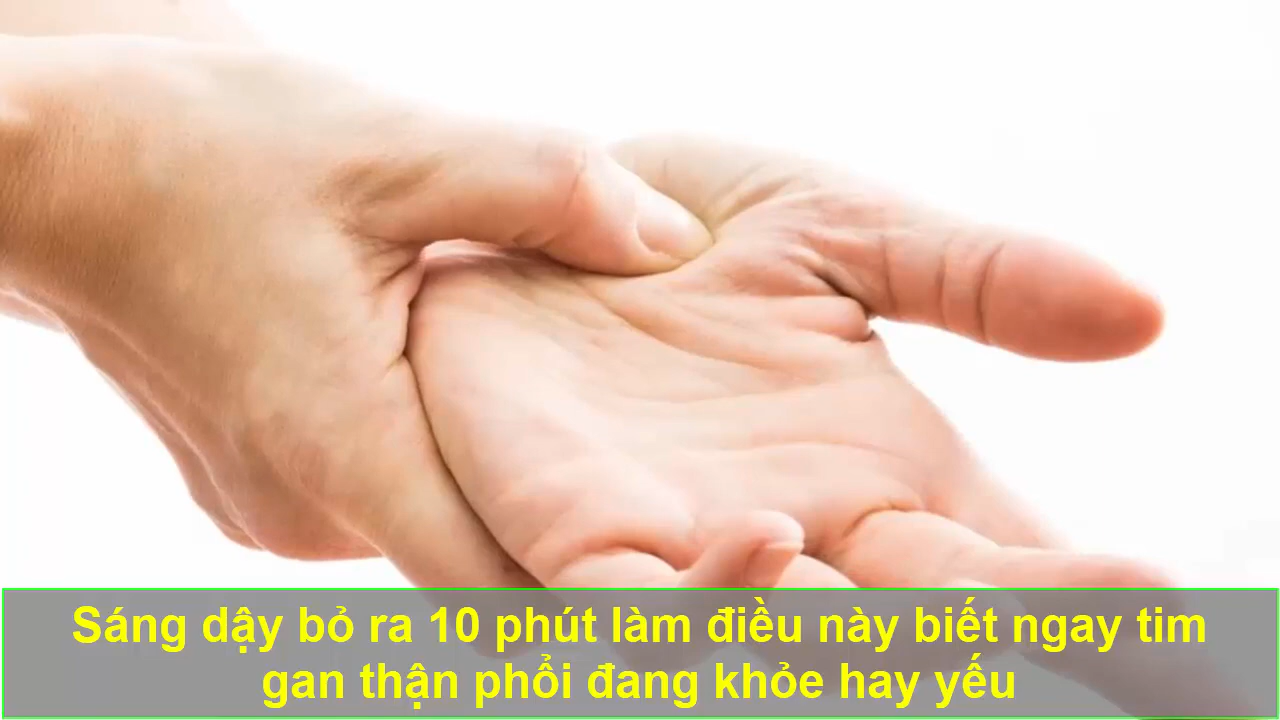 Sáng dậy bỏ ra 10 phút làm điều này biết ngay tim
gan thận phổi đang khỏe hay yếu